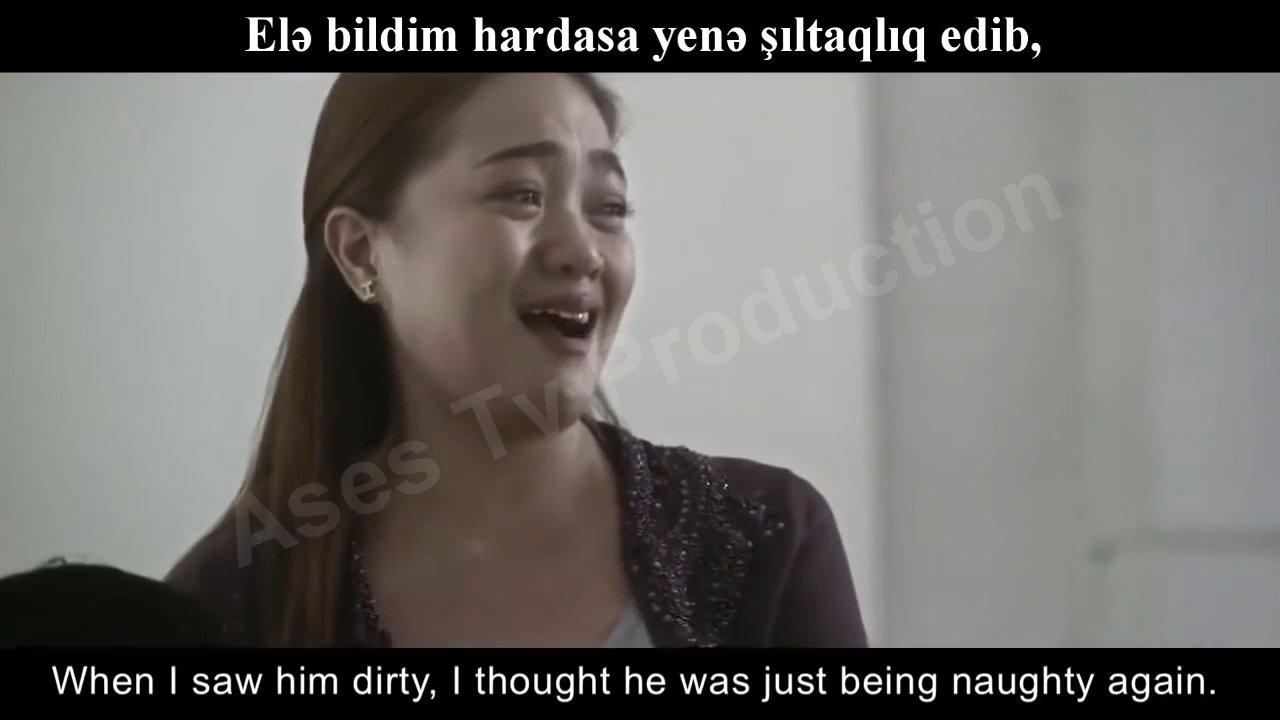 Elə bildim hardasa yenə şıltaqlıq edib,
Ases Tv Production
When I saw him dirty, I thought he was just being naughty again.